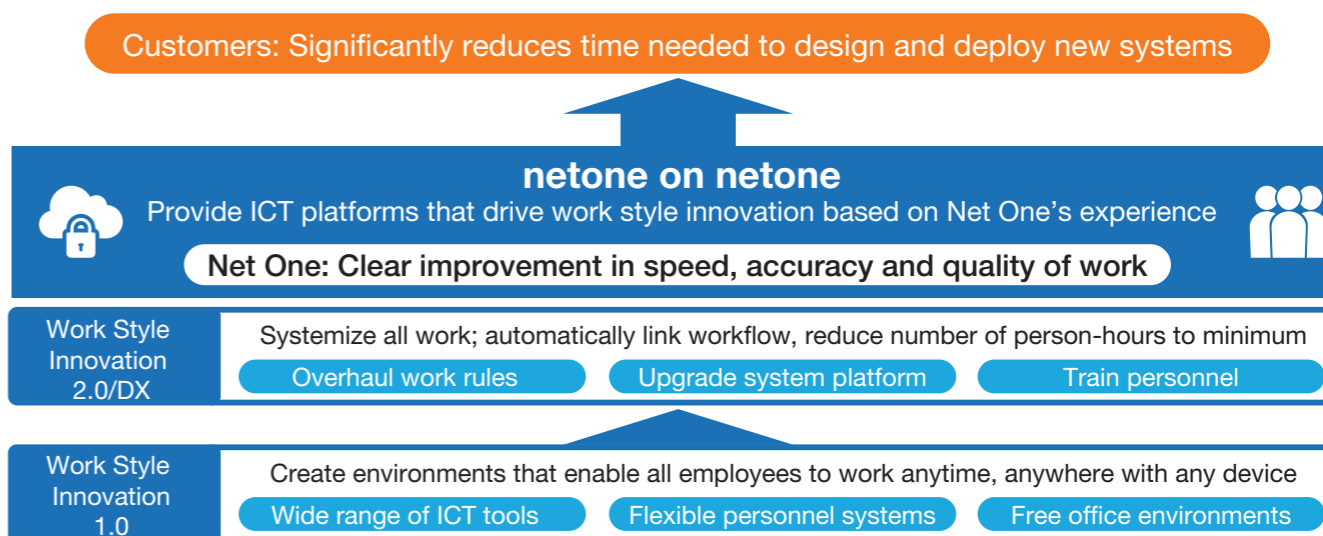 Customers: Significantly reduces time needed to design and deploy new systems
netone on netone
Provide ICT platforms that drive work style innovation based on Net One’s experience
Net One: Clear improvement in speed, accuracy and quality of work
Work Style
Innovation
2.0/DX
Systemize all work; automatically link workflow, reduce number of person-hours to minimum
Overhaul work rules
Upgrade system platform
Train personnel
Work Style
Innovation
1.0
Create environments that enable all employees to work anytime, anywhere with any device
Wide range of ICT tools
Flexible personnel systems
Free office environments